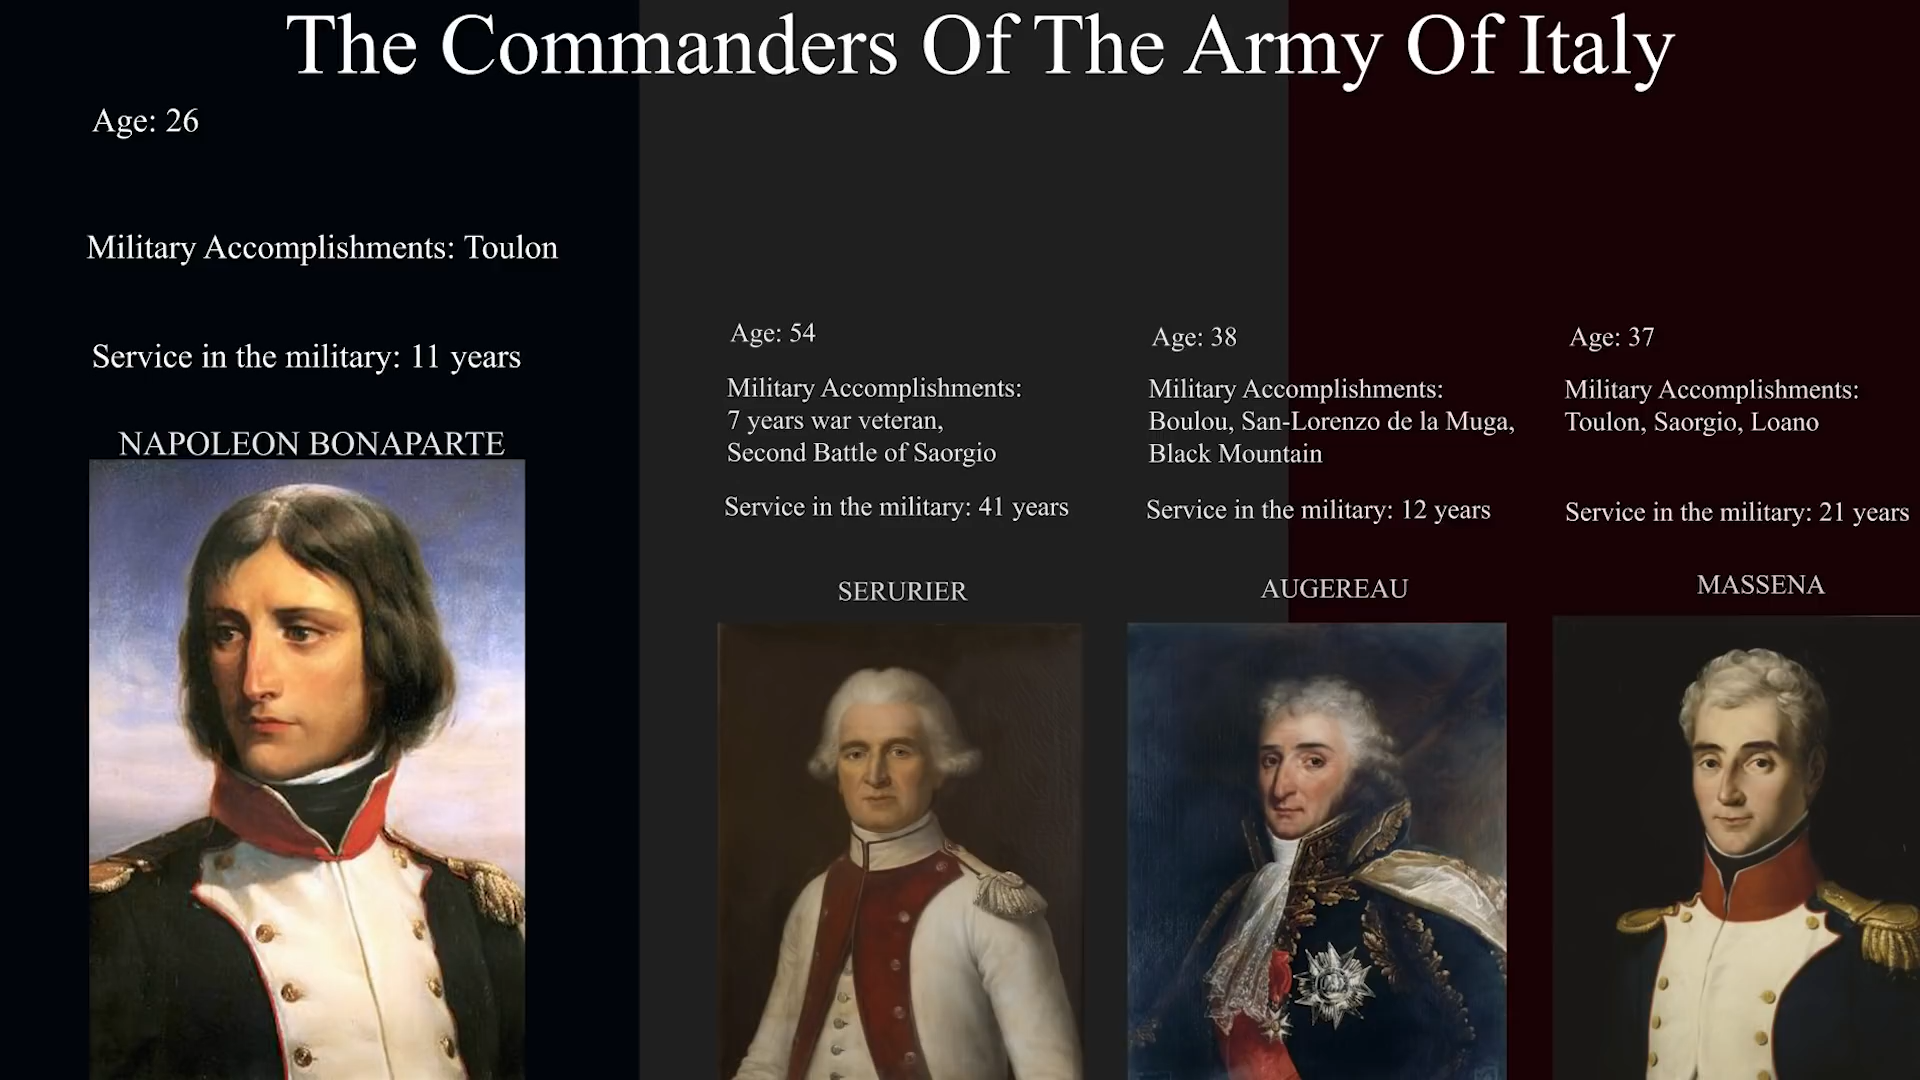 The Commanders Of The Army Of Italy
Age: 26
Military Accomplishments: Toulon
Service in the military: 11 years
NAPOLEON BONAPARTE
Age: 54
Military Accomplishments:
7 years war veteran,
Second Battle of Saorgio
Service in the military: 41 years
SERURIER
Age: 38
Military Accomplishments:
Boulou, San-Lorenzo de la Muga,
Black Mountain
Service in the military: 12 years
AUGEREAU
Age: 37
Military Accomplishments:
Toulon, Saorgio, Loano
Service in the military: 21 years
MASSENA